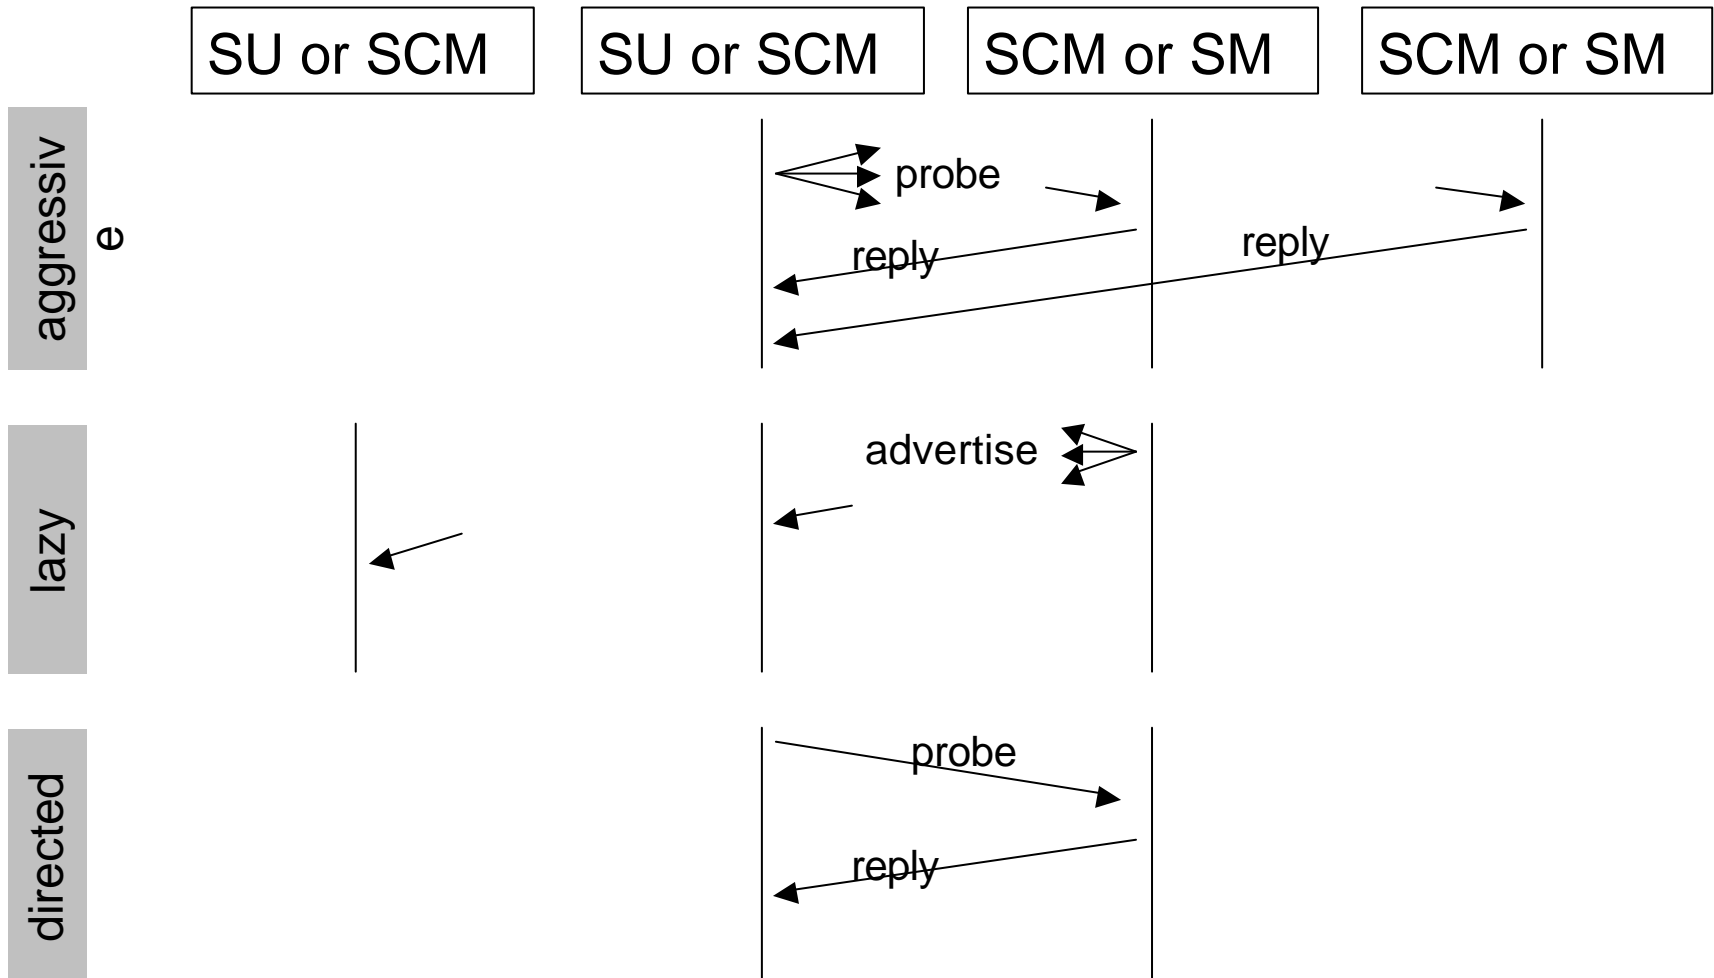 SU or SCM
SU or SCM
SCM or SM
SCM or SM
aggressiv
e
probe
reply
reply
lazy
advertise
directed
probe
reply